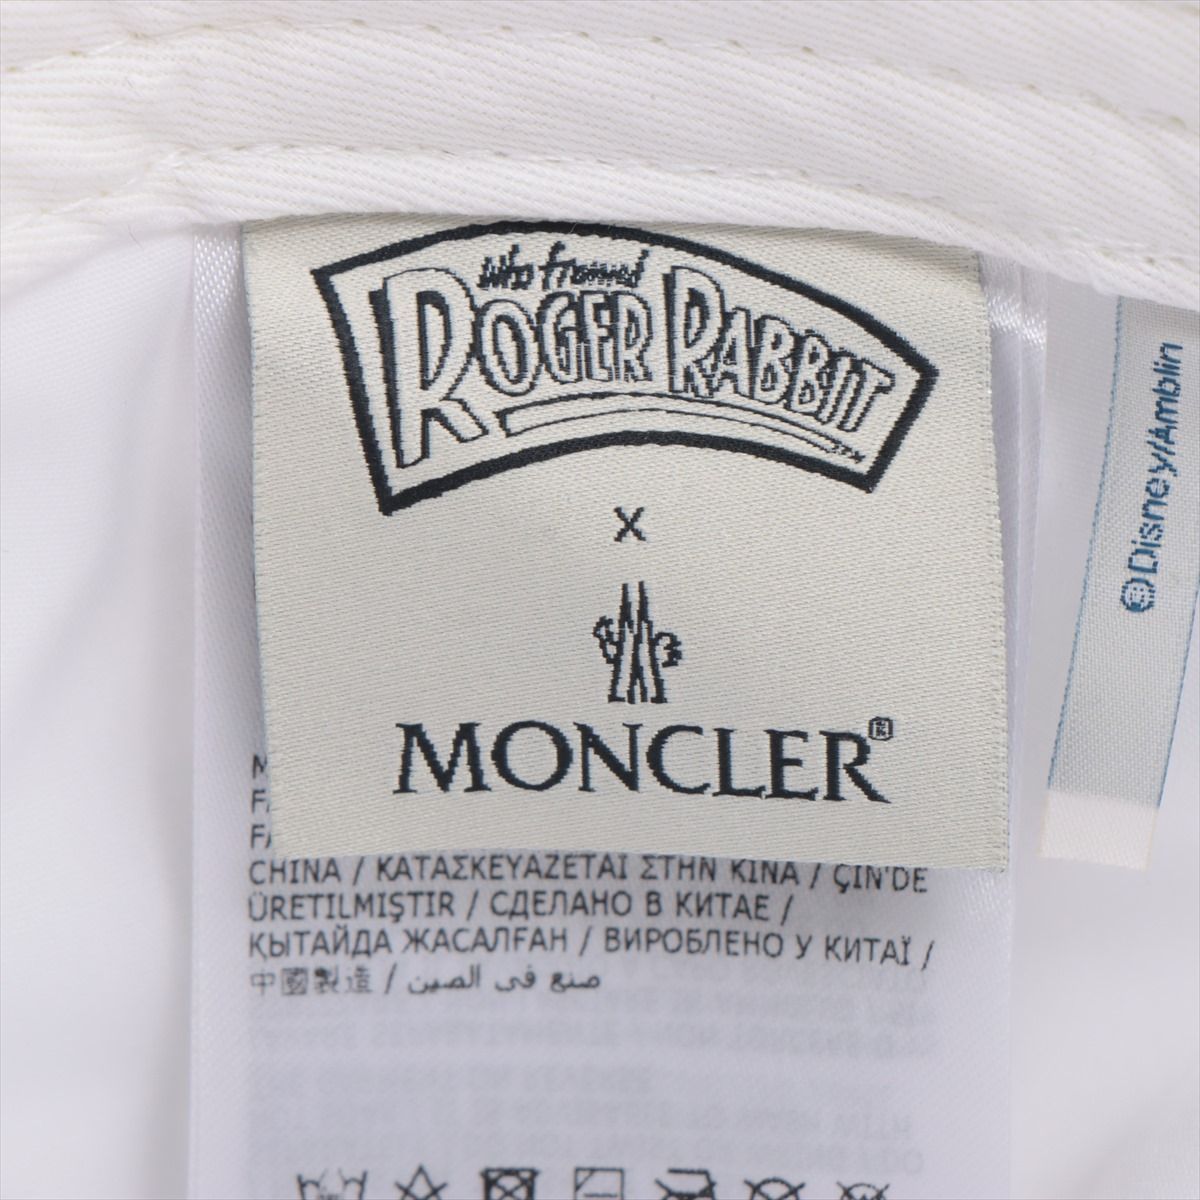 Who Framed
ROGER RABBIT
X
MONCLER®
©Disney/Amblin
CHINA / ΚΑΤΑΣΚΕΥΑΖΕΤΑΙ ΣΤΗΝ ΚΙΝΑ / ÇİN'DE
ÜRETİLMİŞTİR / СДЕЛАНО В КИТАЕ /
ҚЫТАЙДА ЖАСАЛҒАН / ВИРОБЛЕНО У КИТАЇ /
中國製造 / صنع في الصين